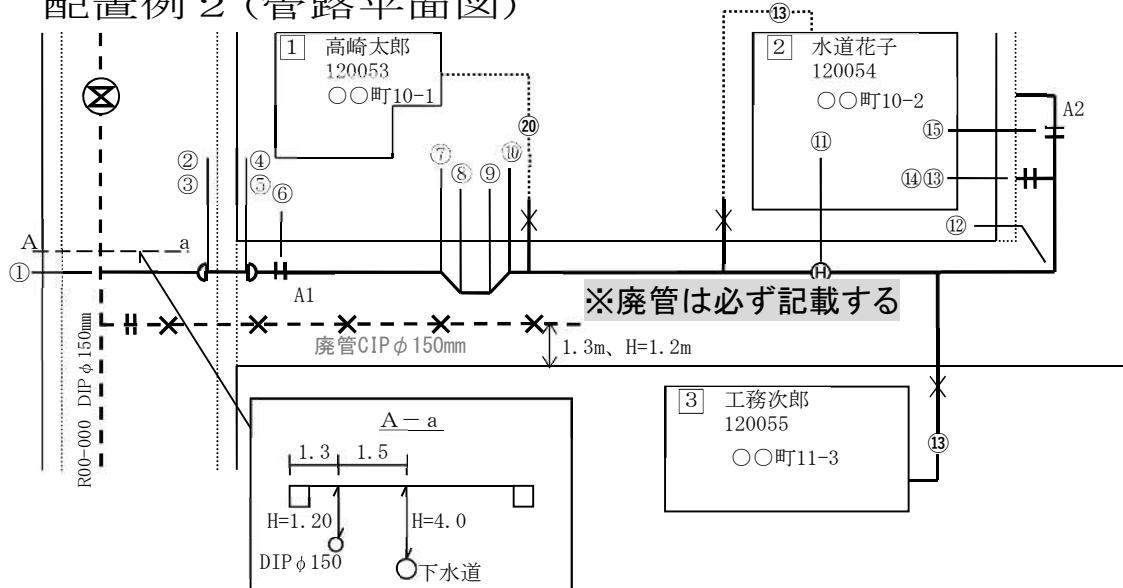 配置例２(管路平面図)
⑬
1 高崎太郎
120053
○○町10-1
2 水道花子
120054
○○町10-2
A2
⑳
⑪
⑮
②
③
④
⑤
⑥
⑦
⑧
⑨
⑩
⑭⑬
⑫
A
a
①
A1
H
※廃管は必ず記載する
廃管CIPφ150mm
1.3m、H=1.2m
R00-000 DIPφ150mm
3 工務次郎
120055
○○町11-3
⑬
A－a
1.3
1.5
H=1.20
H=4.0
DIPφ150
下水道